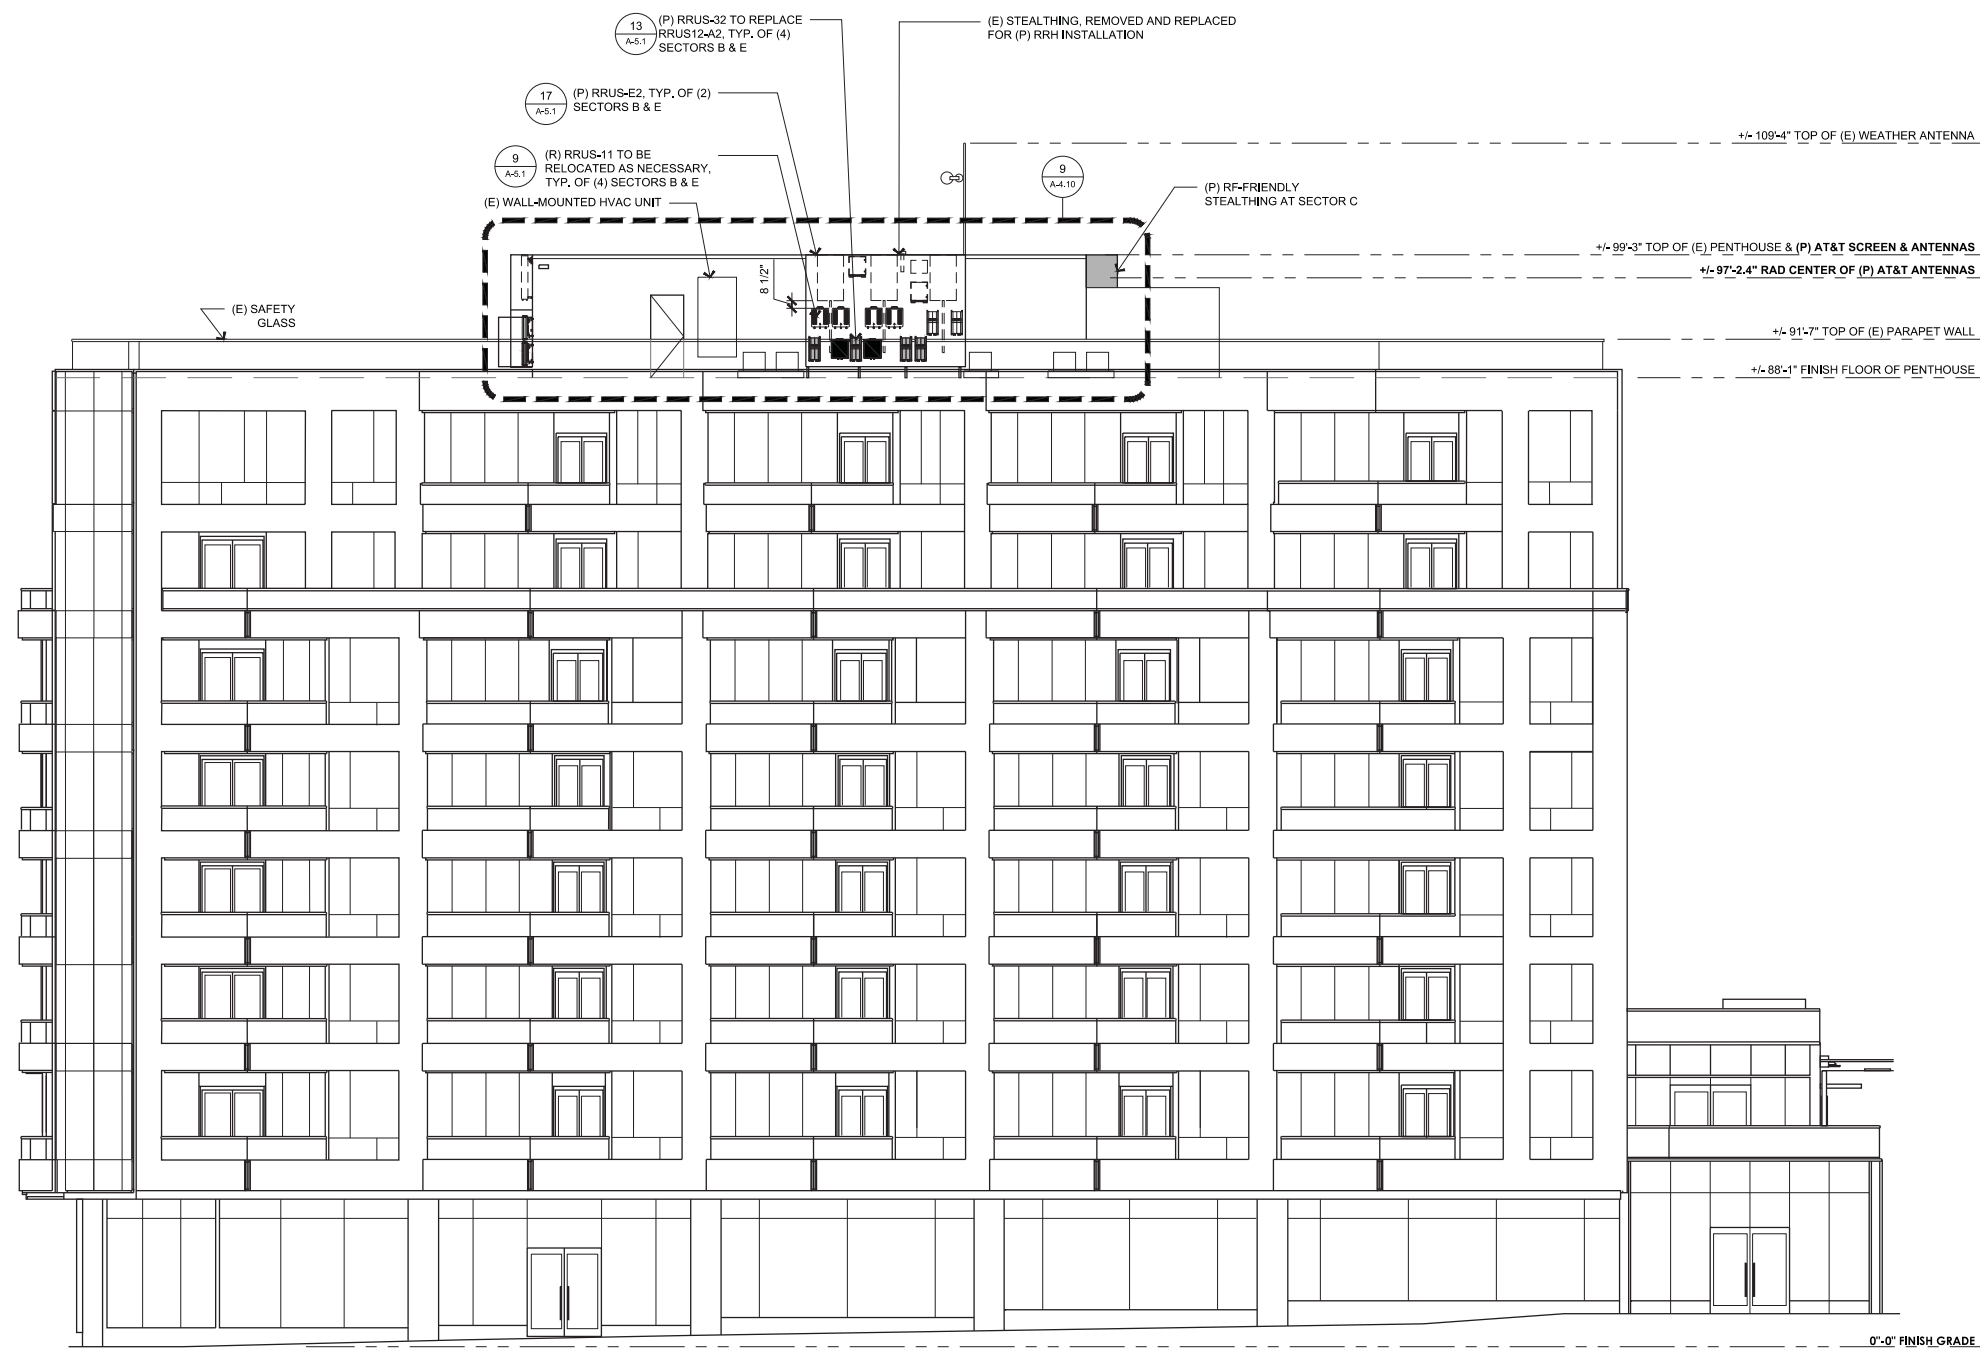 13
A-5.1
(P) RRUS-32 TO REPLACE
RRUS12-A2, TYP. OF (4)
SECTORS B & E
(E) STEALTHING, REMOVED AND REPLACED
FOR (P) RRH INSTALLATION
17
A-5.1
(P) RRUS-E2, TYP. OF (2)
SECTORS B & E
9
A-5.1
(R) RRUS-11 TO BE
RELOCATED AS NECESSARY,
TYP. OF (4) SECTORS B & E
(E) WALL-MOUNTED HVAC UNIT
9
A-4.10
(P) RF-FRIENDLY
STEALTHING AT SECTOR C
8 1/2"
(E) SAFETY
GLASS
+/- 109'-4" TOP OF (E) WEATHER ANTENNA
+/- 99'-3" TOP OF (E) PENTHOUSE & (P) AT&T SCREEN & ANTENNAS
+/- 97'-2.4" RAD CENTER OF (P) AT&T ANTENNAS
+/- 91'-7" TOP OF (E) PARAPET WALL
+/- 88'-1" FINISH FLOOR OF PENTHOUSE
0"-0" FINISH GRADE